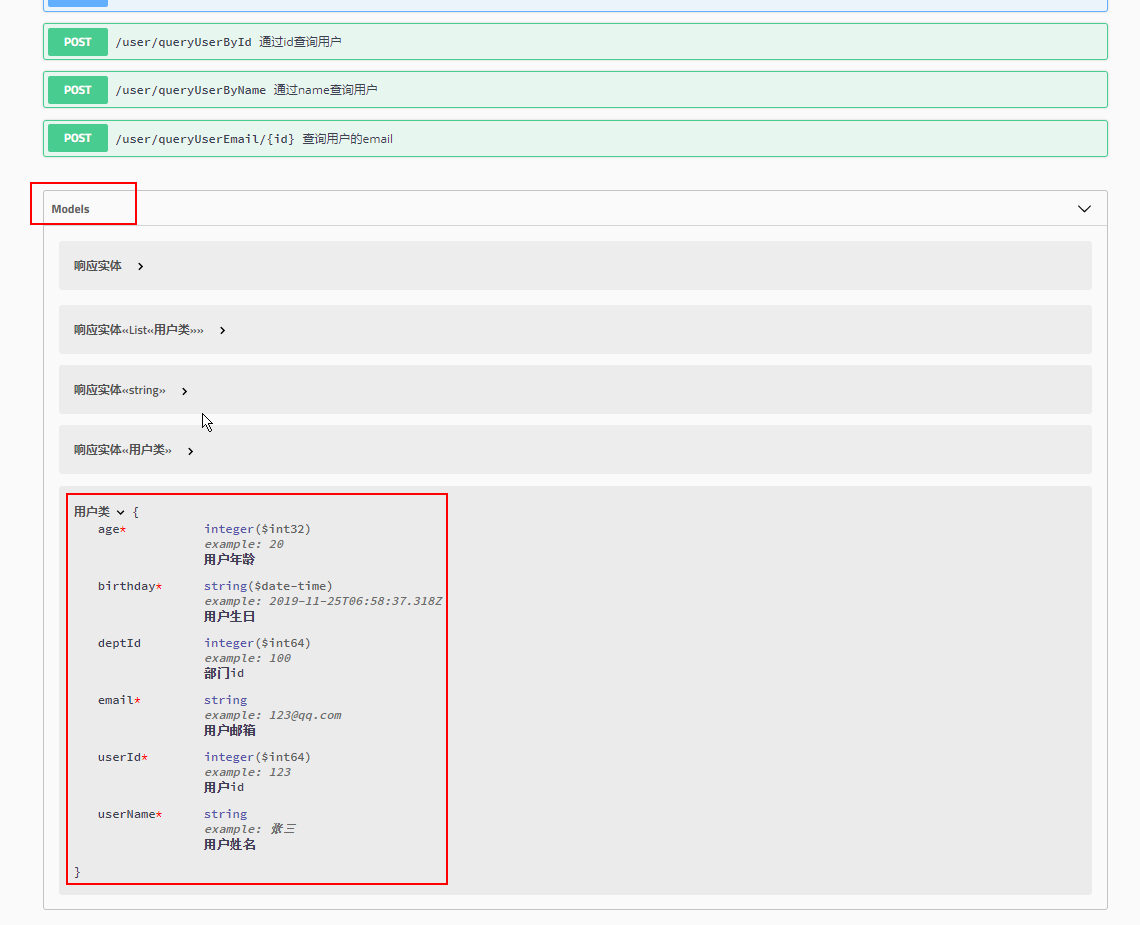 POST /user/queryUserById 通过id查询用户
POST /user/queryUserByName 通过name查询用户
POST /user/queryUserEmail/{id} 查询用户的email
Models
响应实体
响应实体«List«用户类»»
响应实体«string»
响应实体«用户类»
用户类 {
age* integer($int32)
example: 20
用户年龄
birthday* string($date-time)
example: 2019-11-25T06:58:37.318Z
用户生日
deptId integer($int64)
example: 100
部门id
email* string
example: 123@qq.com
用户邮箱
userId* integer($int64)
example: 123
用户id
userName* string
example: 张三
用户姓名
}